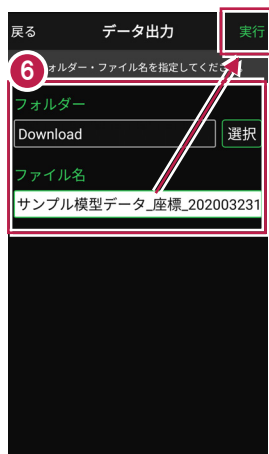 戻る データ出力 実行
ォルダー・ファイル名を指定してくだ
6
フォルダー
Download 選択
ファイル名
サンプル模型データ_座標_202003231